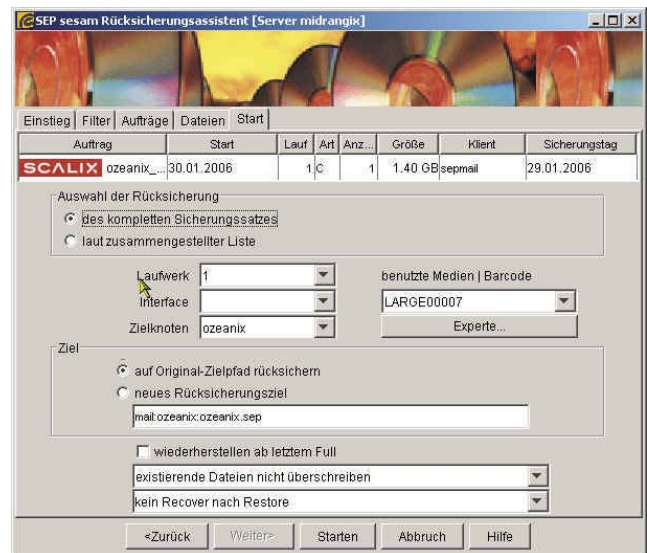 SEP sesam Rücksicherungsassistent [Server midrangix]
Einstieg Filter Aufträge Dateien Start
Auftrag Start Lauf Art Anz... Größe Klient Sicherungstag
SCALIX ozeanix_... 30.01.2006 1 C 1 1.40 GB sepmail 29.01.2006
Auswahl der Rücksicherung
des kompletten Sicherungssatzes
laut zusammengestellter Liste
Laufwerk 1 benutzte Medien | Barcode
Interface LARGE00007
Zielknoten ozeanix Experte...
Ziel
auf Original-Zielpfad rücksichern
neues Rücksicherungsziel
mail:ozeanix:ozeanix.sep
wiederherstellen ab letztem Full
existierende Dateien nicht überschreiben
kein Recover nach Restore
<Zurück Weiter> Starten Abbruch Hilfe